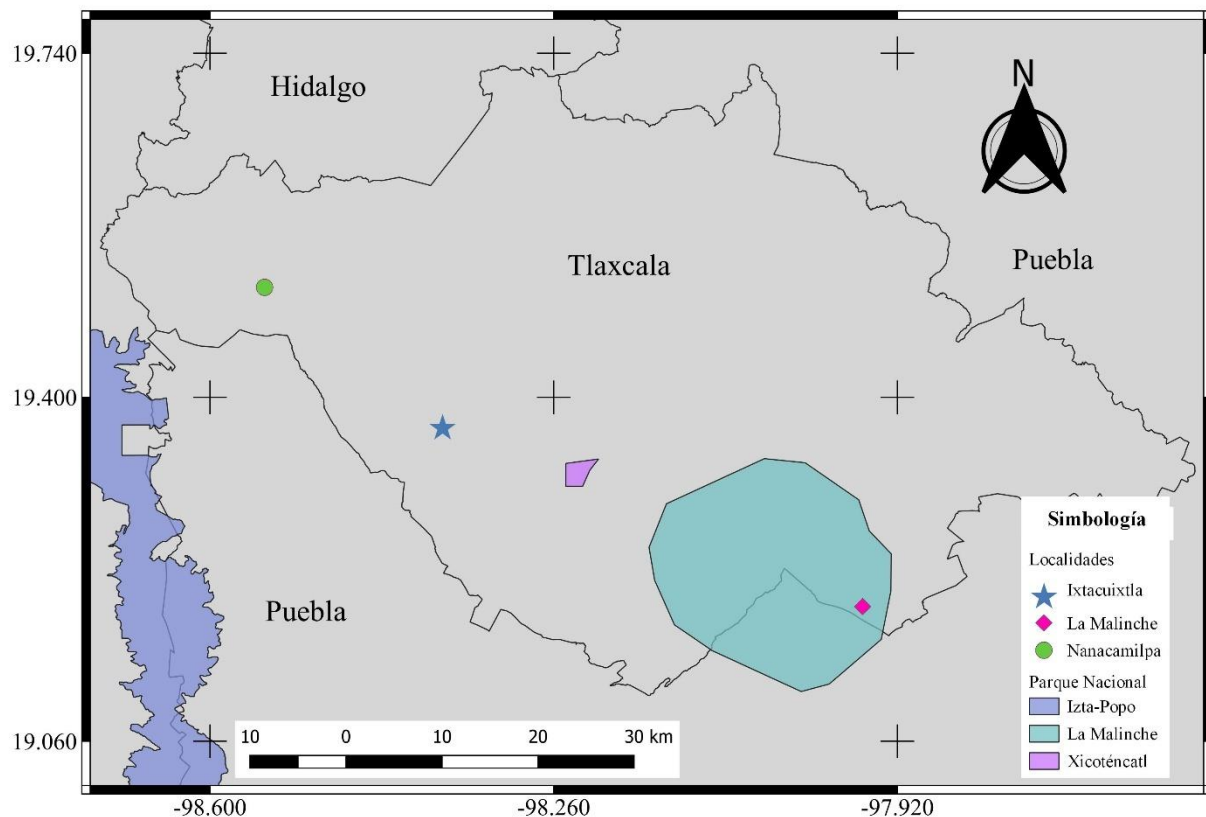 19.740
Hidalgo
N
Tlaxcala
Puebla
19.400
Puebla
Simbología
Localidades
Ixtacuixtla
La Malinche
Nanacamilpa
Parque Nacional
Izta-Popo
La Malinche
Xicoténcatl
10 0 10 20 30 km
19.060
-98.600 -98.260 -97.920